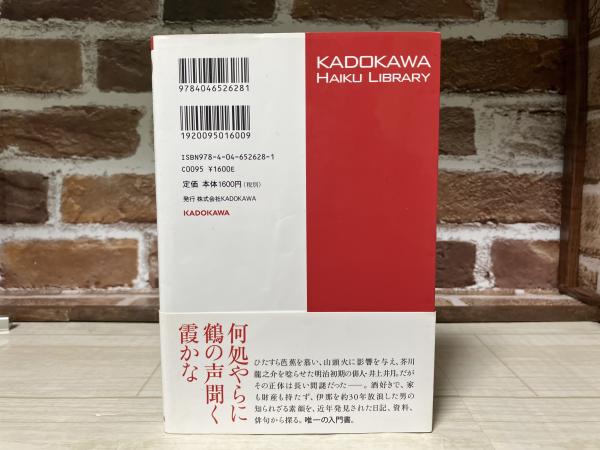 KADOKAWA
HAIKU LIBRARY
9784046526281
1920095016009
ISBN978-4-04-652628-1
C0095 ¥1600E
定価 本体1600円(税別)
発行 株式会社KADOKAWA
KADOKAWA
何処やらに
鶴の声聞く
霞かな
ひたすら芭蕉を慕い、山頭火に影響を与え、芥川
龍之介を唸らせた明治初期の俳人・井上井月。だが
その正体は長い間謎だった――。酒好きで、家
も財産も持たず、伊那を約30年放浪した男の
知られざる素顔を、近年発見された日記、資料、
俳句から探る。唯一の入門書。